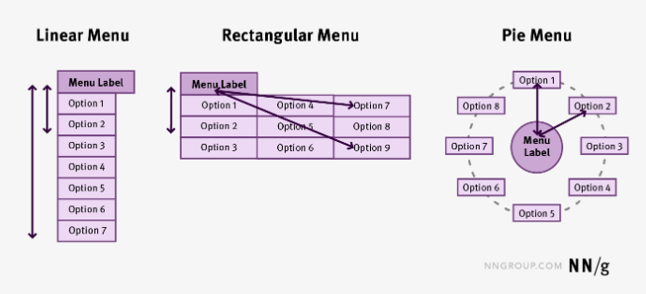 Linear Menu
Menu Label
Option 1
Option 2
Option 3
Option 4
Option 5
Option 6
Option 7
Rectangular Menu
Menu Label
Option 1 Option 4 Option 7
Option 2 Option 5 Option 8
Option 3 Option 6 Option 9
Pie Menu
Option 1
Option 8 Option 2
Menu
Label
Option 7 Option 3
Option 6 Option 4
Option 5
NNGROUP.COM NN/g